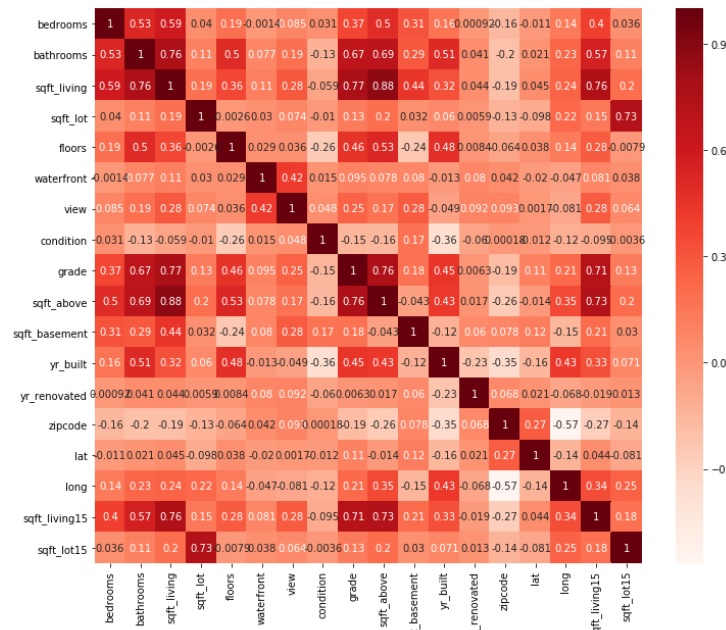 bedrooms 1 0.53 0.59 0.04 0.19 -0.0014 0.085 0.031 0.37 0.5 0.31 0.16 0.00092 -0.16 -0.011 0.14 0.4 0.036
0.9
bathrooms 0.53 1 0.76 0.11 0.5 0.077 0.19 -0.13 0.67 0.69 0.29 0.51 0.041 -0.2 0.021 0.23 0.57 0.11
sqft_living 0.59 0.76 1 0.19 0.36 0.11 0.28 -0.059 0.77 0.88 0.44 0.32 0.044 -0.19 0.045 0.24 0.76 0.2
sqft_lot 0.04 0.11 0.19 1 0.0026 0.03 0.074 -0.01 0.13 0.2 0.032 0.06 0.0059 -0.13 -0.098 0.22 0.15 0.73
0.6
floors 0.19 0.5 0.36 -0.0026 1 0.029 0.036 -0.26 0.46 0.53 -0.24 0.48 0.0084 -0.064 0.038 0.14 0.28 -0.0079
waterfront -0.0014 0.077 0.11 0.03 0.029 1 0.42 0.015 0.095 0.078 0.08 -0.013 0.08 0.042 -0.02 -0.047 0.081 0.038
view 0.085 0.19 0.28 0.074 0.036 0.42 1 0.048 0.25 0.17 0.28 -0.049 0.092 0.093 0.0017 -0.081 0.28 0.064
condition 0.031 -0.13 -0.059 -0.01 -0.26 0.015 0.048 1 -0.15 -0.16 0.17 -0.36 -0.06 0.00018 0.012 -0.12 -0.095 0.0036
0.3
grade 0.37 0.67 0.77 0.13 0.46 0.095 0.25 -0.15 1 0.76 0.18 0.45 0.0063 -0.19 0.11 0.21 0.71 0.13
sqft_above 0.5 0.69 0.88 0.2 0.53 0.078 0.17 -0.16 0.76 1 -0.043 0.43 0.017 -0.26 -0.014 0.35 0.73 0.2
sqft_basement 0.31 0.29 0.44 0.032 -0.24 0.08 0.28 0.17 0.18 -0.043 1 -0.12 0.06 0.078 0.12 -0.15 0.21 0.03
yr_built 0.16 0.51 0.32 0.06 0.48 -0.013 -0.049 -0.36 0.45 0.43 -0.12 1 -0.23 -0.35 -0.16 0.43 0.33 0.071
0.0
yr_renovated 0.00092 0.041 0.044 0.0059 0.0084 0.08 0.092 -0.06 0.0063 0.017 0.06 -0.23 1 0.068 0.021 -0.068 -0.019 0.013
zipcode -0.16 -0.2 -0.19 -0.13 -0.064 0.042 0.09 0.00018 -0.19 -0.26 0.078 -0.35 0.068 1 0.27 -0.57 -0.27 -0.14
lat -0.011 0.021 0.045 -0.098 0.038 -0.02 0.0017 -0.012 0.11 -0.014 0.12 -0.16 0.021 0.27 1 -0.14 0.044 -0.081
long 0.14 0.23 0.24 0.22 0.14 -0.047 -0.081 -0.12 0.21 0.35 -0.15 0.43 -0.068 -0.57 -0.14 1 0.34 0.25
sqft_living15 0.4 0.57 0.76 0.15 0.28 0.081 0.28 -0.095 0.71 0.73 0.21 0.33 -0.019 -0.27 0.044 0.34 1 0.18
sqft_lot15 0.036 0.11 0.2 0.73 0.0079 0.038 0.064 0.0036 0.13 0.2 0.03 0.071 0.013 -0.14 -0.081 0.25 0.18 1
bedrooms bathrooms sqft_living sqft_lot floors waterfront view condition grade sqft_above _basement yr_built _renovated zipcode lat long qft_living15 sqft_lot15